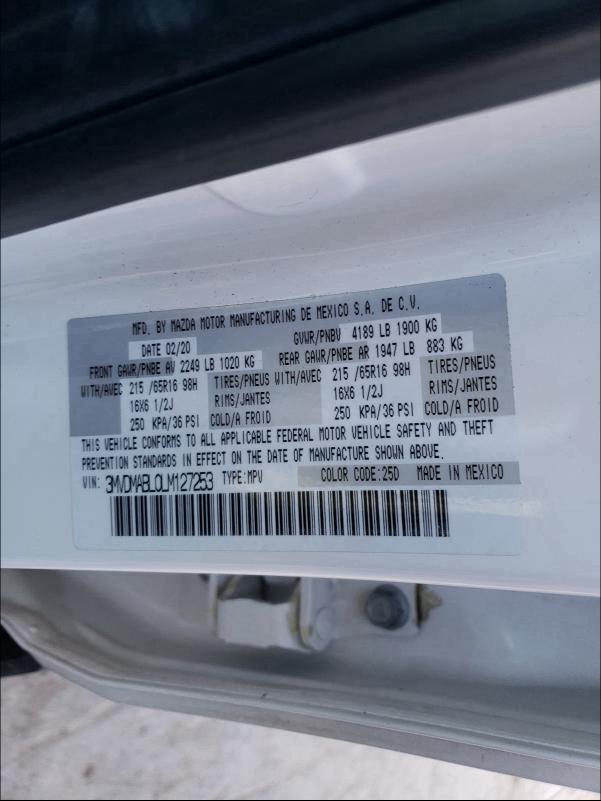 MFD. BY MAZDA MOTOR MANUFACTURING DE MEXICO S.A. DE C.V.
DATE 02/20 GVWR/PNBV 4189 LB 1900 KG
FRONT GAWR/PNBE AV 2249 LB 1020 KG REAR GAWR/PNBE AR 1947 LB 883 KG
WITH/AVEC 215 /65R16 98H TIRES/PNEUS WITH/AVEC 215 /65R16 98H TIRES/PNEUS
16X6 1/2J RIMS/JANTES 16X6 1/2J RIMS/JANTES
250 KPA/36 PSI COLD/A FROID 250 KPA/36 PSI COLD/A FROID
THIS VEHICLE CONFORMS TO ALL APPLICABLE FEDERAL MOTOR VEHICLE SAFETY AND THEFT
PREVENTION STANDARDS IN EFFECT ON THE DATE OF MANUFACTURE SHOWN ABOVE.
VIN: 3MVDMABL0LM127253 TYPE:MPV COLOR CODE:25D MADE IN MEXICO